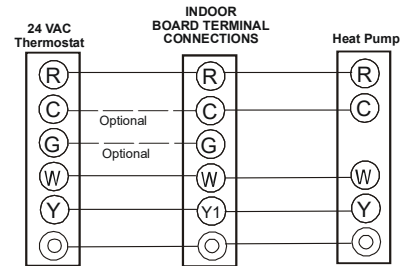 24 VAC
Thermostat
INDOOR
BOARD TERMINAL
CONNECTIONS
Heat Pump
R
R
R
C
Optional
C
C
G
Optional
G
W
W
W
Y
Y1
Y
O
O
O